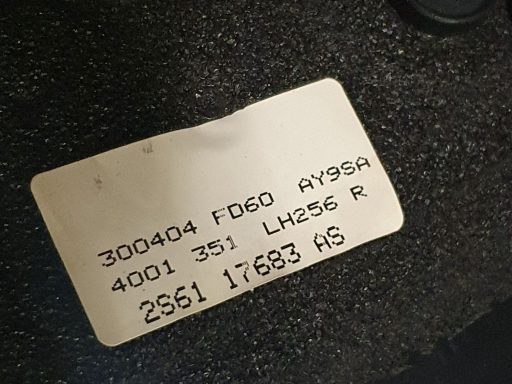 300404 FD60 AY9SA
4001 351 LH256 R
2S61 17683 AS